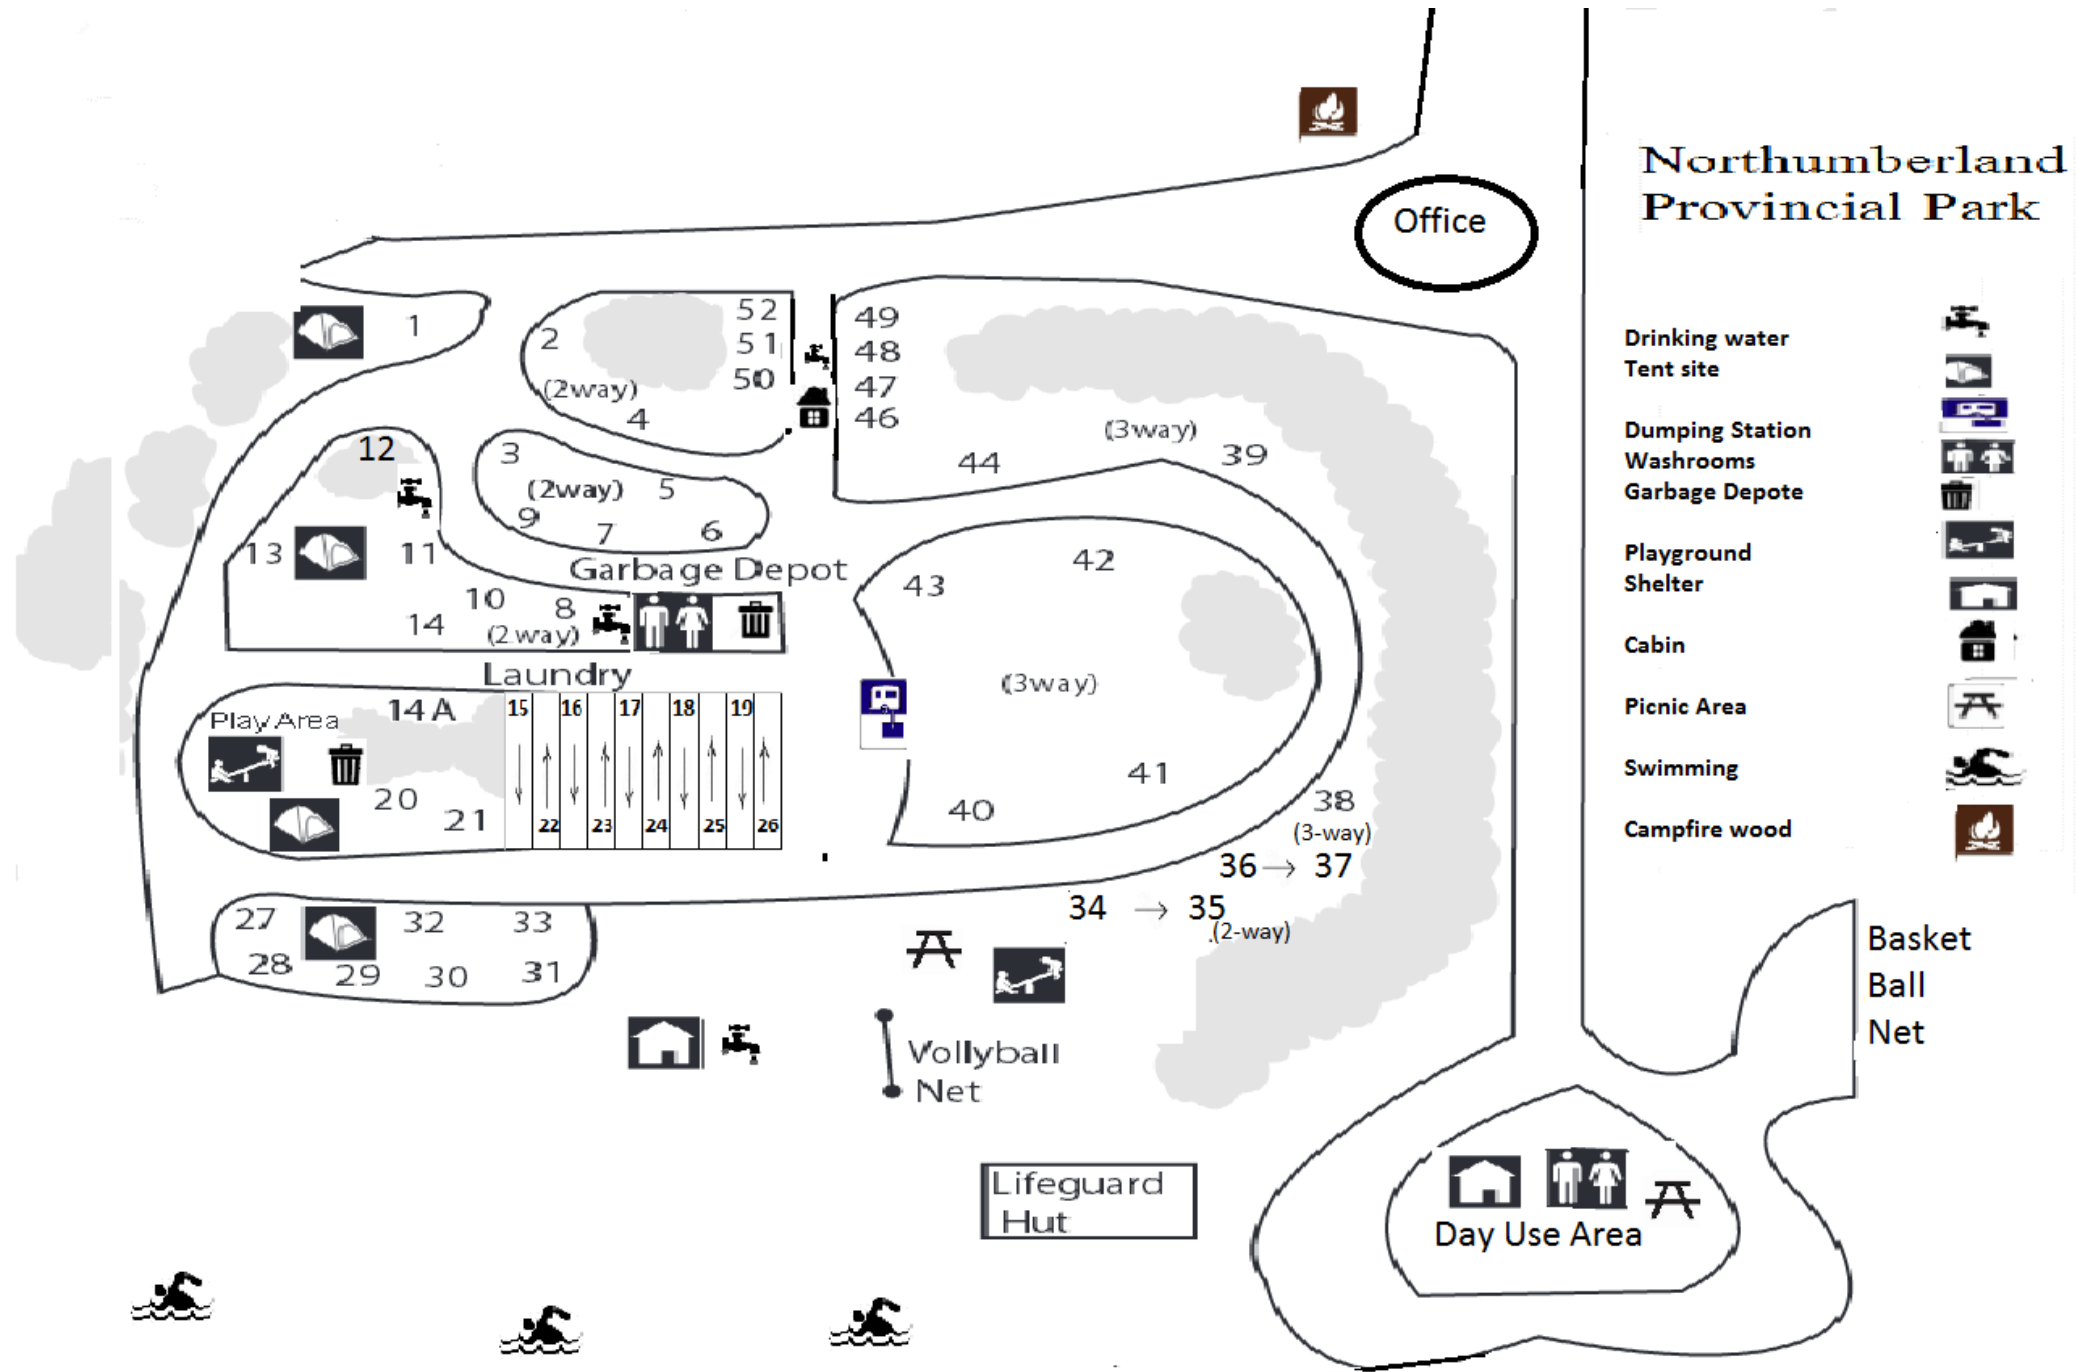 Northumberland
Provincial Park
Office
Drinking water
Tent site
Dumping Station
Washrooms
Garbage Depote
Playground
Shelter
Cabin
Picnic Area
Swimming
Campfire wood
1
2
52
51
50
(2way)
4
49
48
47
46
44
(3way)
39
12
3
(2way)
5
9
7
6
13
11
Garbage Depot
10
8
14
(2way)
Laundry
43
42
(3way)
41
40
Play Area
14A
15
16
17
18
19
20
21
22
23
24
25
26
38
(3-way)
36 → 37
34 → 35
(2-way)
27
32
33
28
29
30
31
Vollyball
Net
Lifeguard
Hut
Day Use Area
Basket
Ball
Net